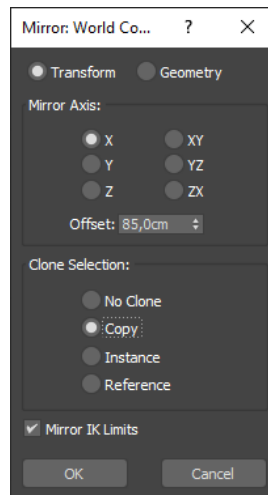 Mirror: World Co... ? ×
Transform Geometry
Mirror Axis:
X XY
Y YZ
Z ZX
Offset: 85,0cm
Clone Selection:
No Clone
Copy
Instance
Reference
Mirror IK Limits
OK Cancel